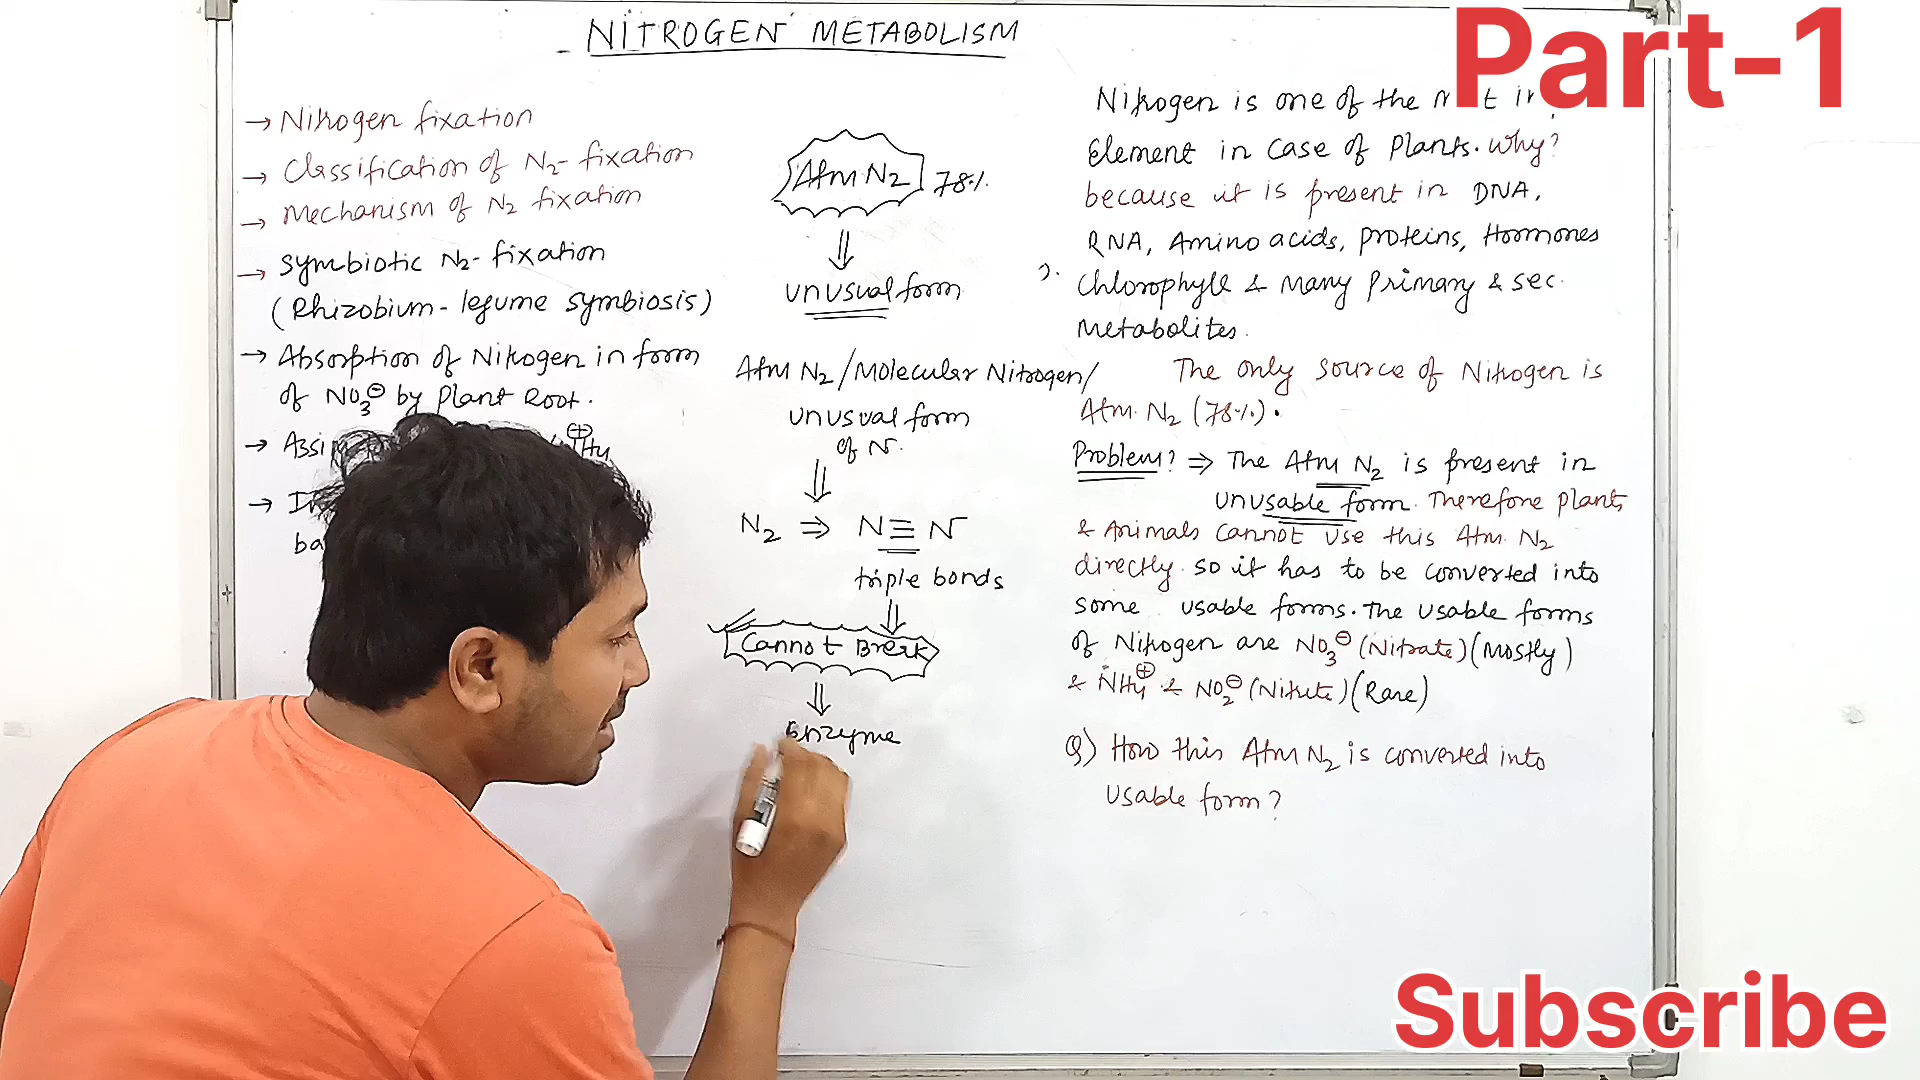 NITROGEN METABOLISM
Part-1
→ Nitrogen fixation
→ Classification of N2- fixation
→ Mechanism of N2 fixation
→ Symbiotic N2- fixation
(Rhizobium - legume symbiosis)
→ Absorption of Nitrogen in form
of NO3⊖ by Plant Root.
→ Assi
→
ba
Atm N2 78%
⇓
unusual form
Atm N2 / Molecular Nitrogen /
unusual form
of N.
⇓
N2 ⇒ N≡N
triple bonds
⇓
Cannot Break
⇓
Enzyme
Nitrogen is one of the
Element in case of Plants. Why?
because it is present in DNA,
RNA, Amino acids, proteins, Hormones
Chlorophyll & many Primary & sec.
Metabolites.
The only source of Nitrogen is
Atm. N2 (78%).
Problem? ⇒ The Atm N2 is present in
unusable form. Therefore plants
& Animals cannot use this Atm. N2
directly. so it has to be converted into
some usable forms. The usable forms
of Nitrogen are NO3⊖ (Nitrate) (Mostly)
& NH4⊕ & NO2⊖ (Nitrite) (Rare)
Q) How this Atm N2 is converted into
usable form?
Subscribe